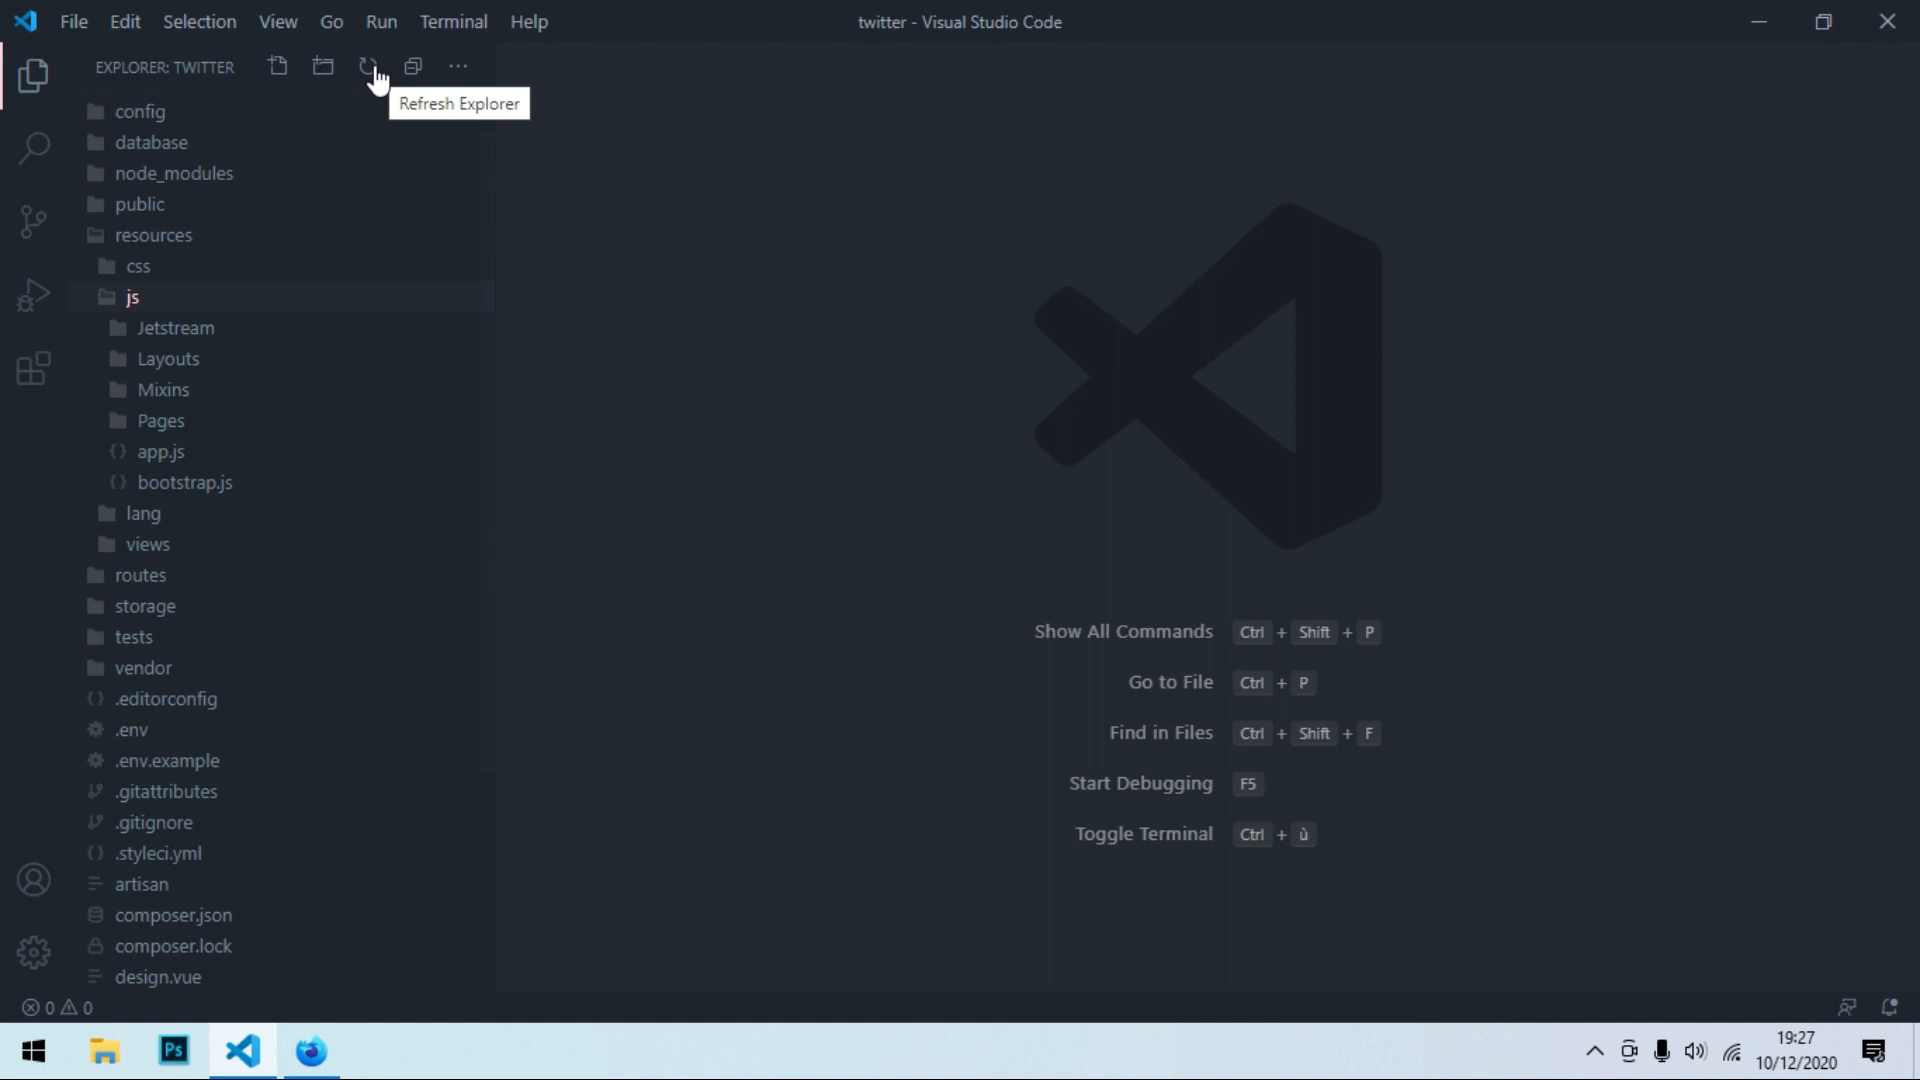 File Edit Selection View Go Run Terminal Help
twitter - Visual Studio Code
EXPLORER: TWITTER
Refresh Explorer
config
database
node_modules
public
resources
css
js
Jetstream
Layouts
Mixins
Pages
app.js
bootstrap.js
lang
views
routes
storage
tests
vendor
.editorconfig
.env
.env.example
.gitattributes
.gitignore
.styleci.yml
artisan
composer.json
composer.lock
design.vue
Show All Commands Ctrl + Shift + P
Go to File Ctrl + P
Find in Files Ctrl + Shift + F
Start Debugging F5
Toggle Terminal Ctrl + ù
0 0
Ps
19:27
10/12/2020